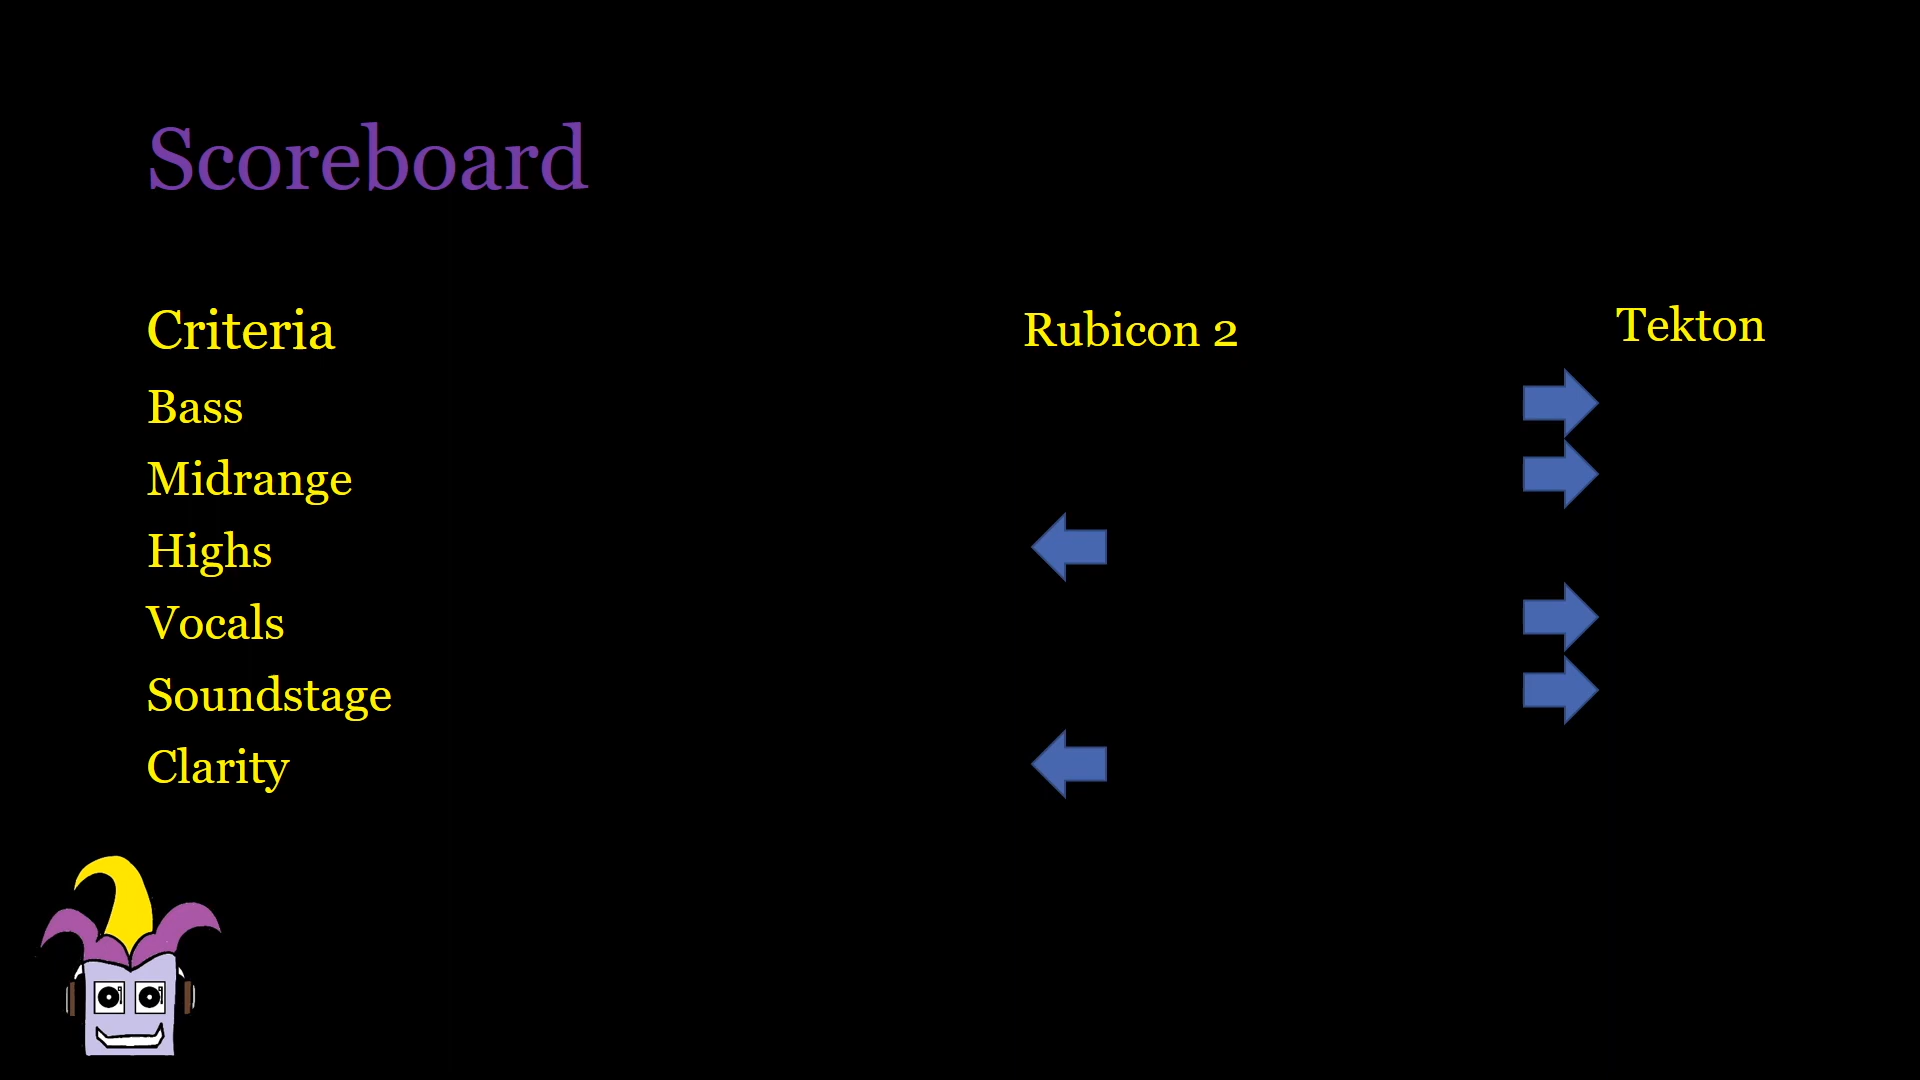 Scoreboard
Criteria Rubicon 2 Tekton
Bass
Midrange
Highs
Vocals
Soundstage
Clarity